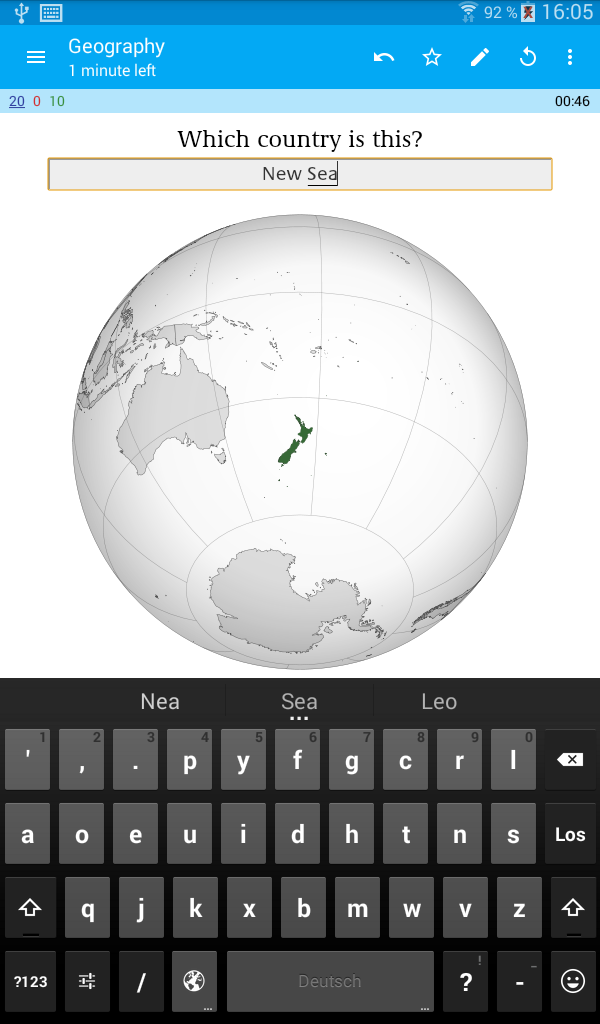 92 % 16:05
Geography
1 minute left
20 0 10 00:46
Which country is this?
New Sea
Nea Sea Leo
1 2 3 4 5 6 7 8 9 0
' , . p y f g c r l
a o e u i d h t n s Los
q j k x b m w v z
! _
?123 / Deutsch ? -